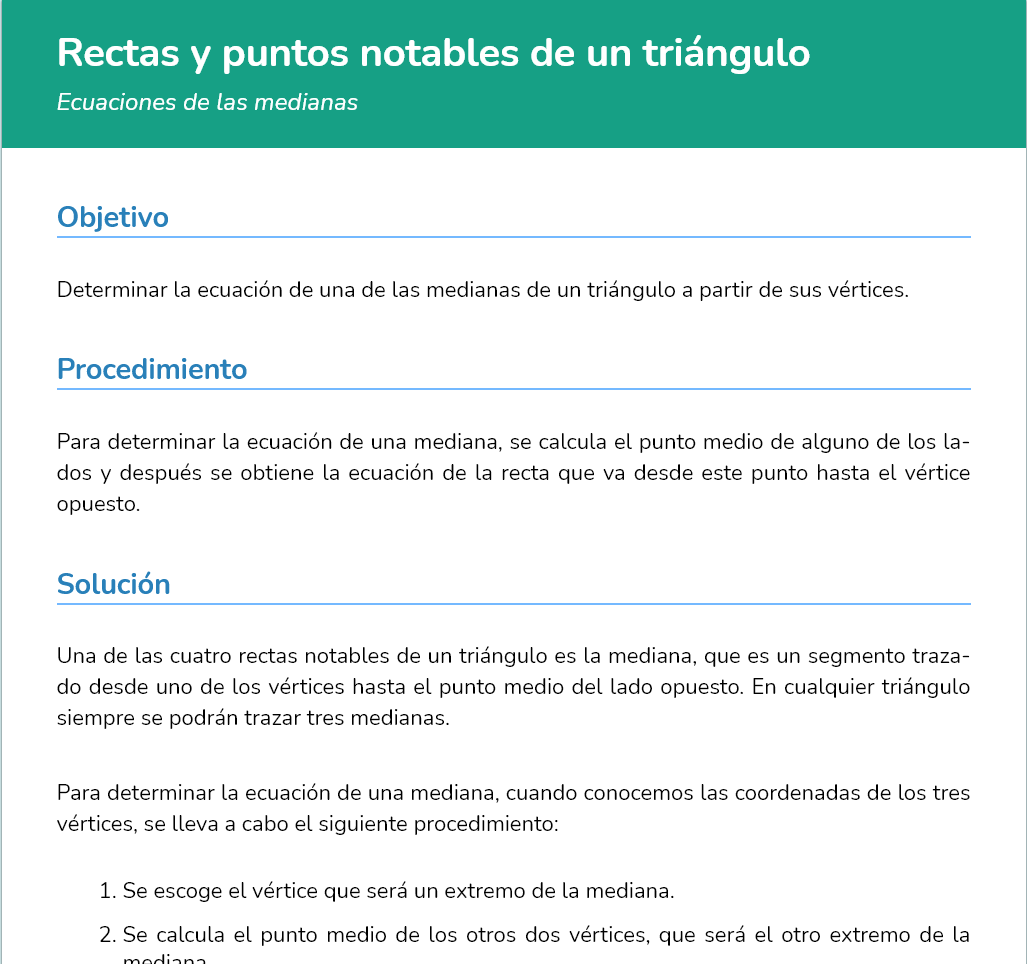 Rectas y puntos notables de un triángulo
Ecuaciones de las medianas
Objetivo
Determinar la ecuación de una de las medianas de un triángulo a partir de sus vértices.
Procedimiento
Para determinar la ecuación de una mediana, se calcula el punto medio de alguno de los la-
dos y después se obtiene la ecuación de la recta que va desde este punto hasta el vértice
opuesto.
Solución
Una de las cuatro rectas notables de un triángulo es la mediana, que es un segmento traza-
do desde uno de los vértices hasta el punto medio del lado opuesto. En cualquier triángulo
siempre se podrán trazar tres medianas.
Para determinar la ecuación de una mediana, cuando conocemos las coordenadas de los tres
vértices, se lleva a cabo el siguiente procedimiento:
1. Se escoge el vértice que será un extremo de la mediana.
2. Se calcula el punto medio de los otros dos vértices, que será el otro extremo de la
mediana.